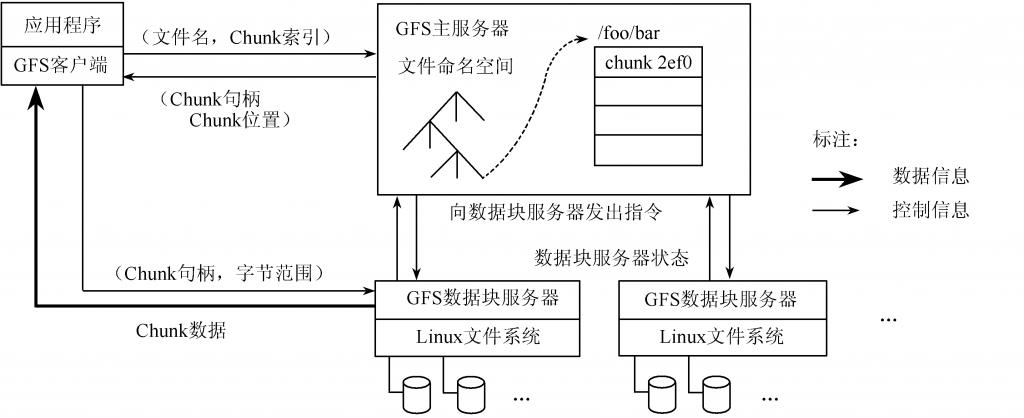 应用程序
GFS客户端
（文件名，Chunk索引）
（Chunk句柄
Chunk位置）
GFS主服务器
文件命名空间
/foo/bar
chunk 2ef0
标注：
数据信息
控制信息
向数据块服务器发出指令
数据块服务器状态
（Chunk句柄，字节范围）
Chunk数据
GFS数据块服务器
Linux文件系统
...
GFS数据块服务器
Linux文件系统
...
...